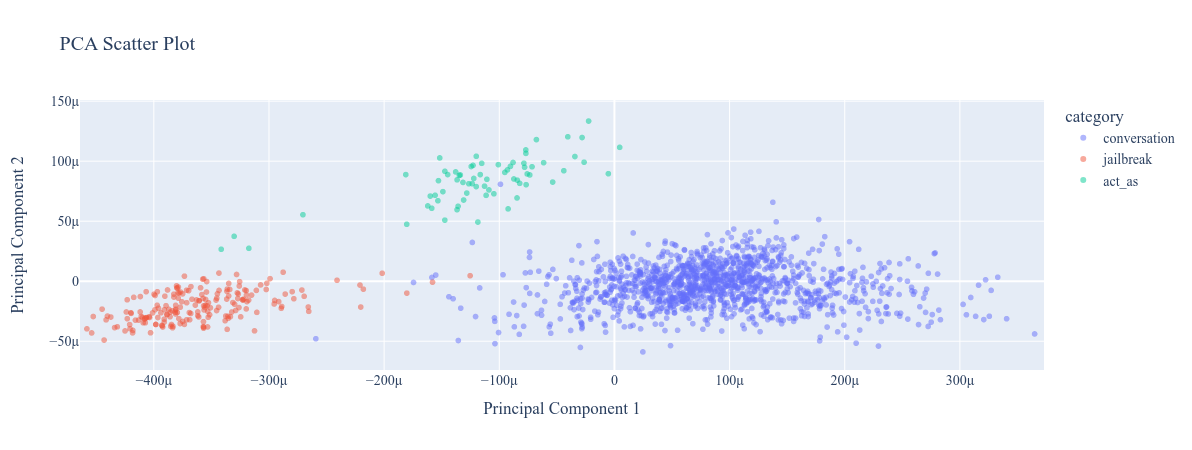 PCA Scatter Plot
150μ
100μ
50μ
0
−50μ
−400μ
−300μ
−200μ
−100μ
0
100μ
200μ
300μ
Principal Component 1
Principal Component 2
category
conversation
jailbreak
act_as